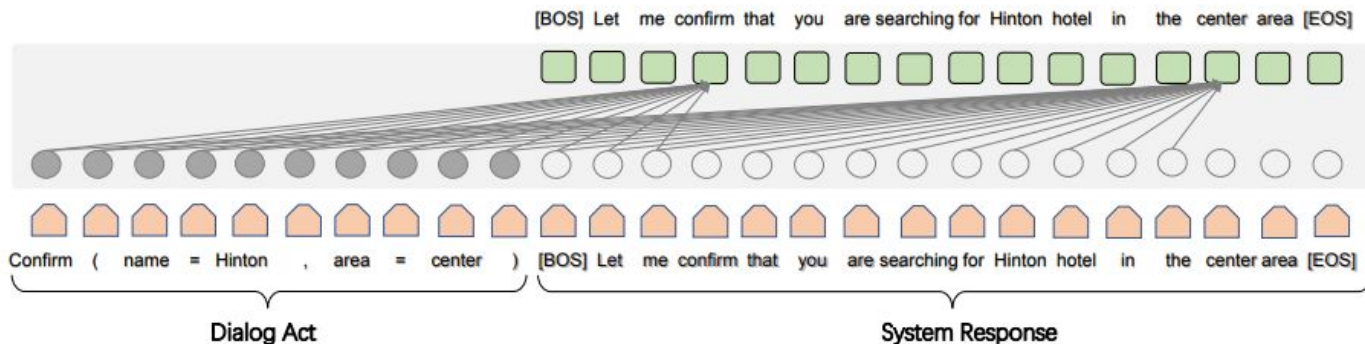 [BOS] Let me confirm that you are searching for Hinton hotel in the center area [EOS]
Confirm ( name = Hinton , area = center ) [BOS] Let me confirm that you are searching for Hinton hotel in the center area [EOS]
Dialog Act System Response